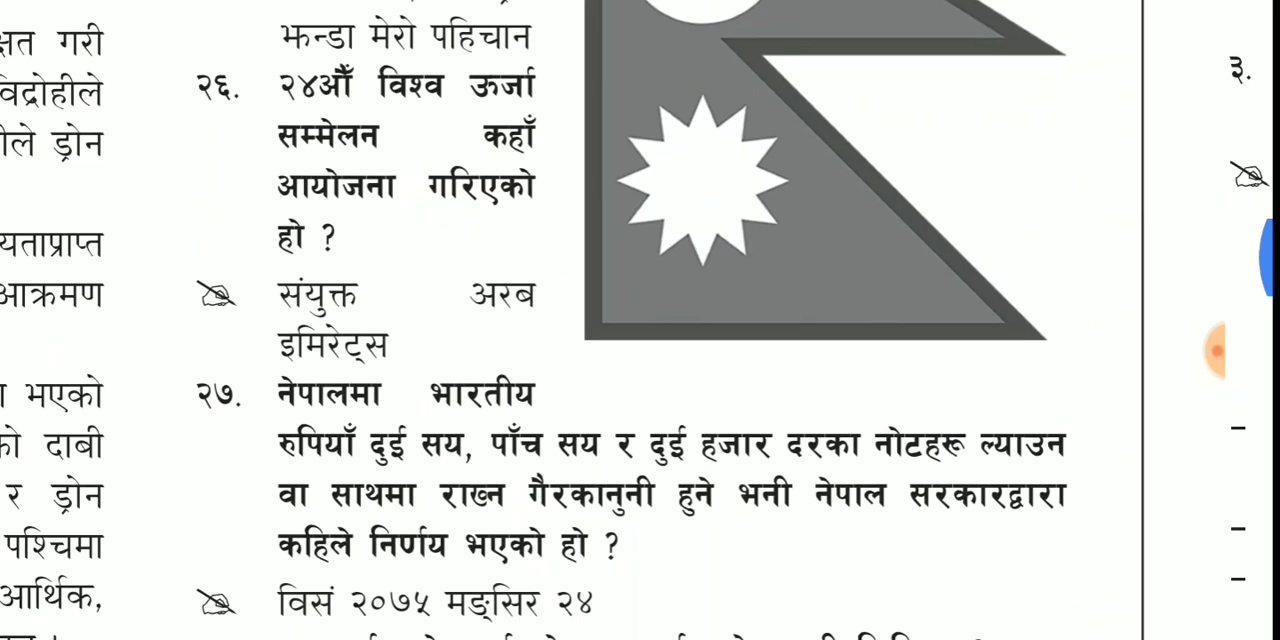 क्षत गरी
विद्रोहीले
ले ड्रोन
यताप्राप्त
आक्रमण
भएको
को दाबी
र ड्रोन
पश्चिमा
आर्थिक,
झन्डा मेरो पहिचान
२६. २४औँ विश्व ऊर्जा
सम्मेलन कहाँ
आयोजना गरिएको
हो ?
संयुक्त अरब
इमिरेट्स
२७. नेपालमा भारतीय
रुपियाँ दुई सय, पाँच सय र दुई हजार दरका नोटहरू ल्याउन
वा साथमा राख्न गैरकानुनी हुने भनी नेपाल सरकारद्वारा
कहिले निर्णय भएको हो ?
विसं २०७५ मङ्सिर २४
३.
–
–
–